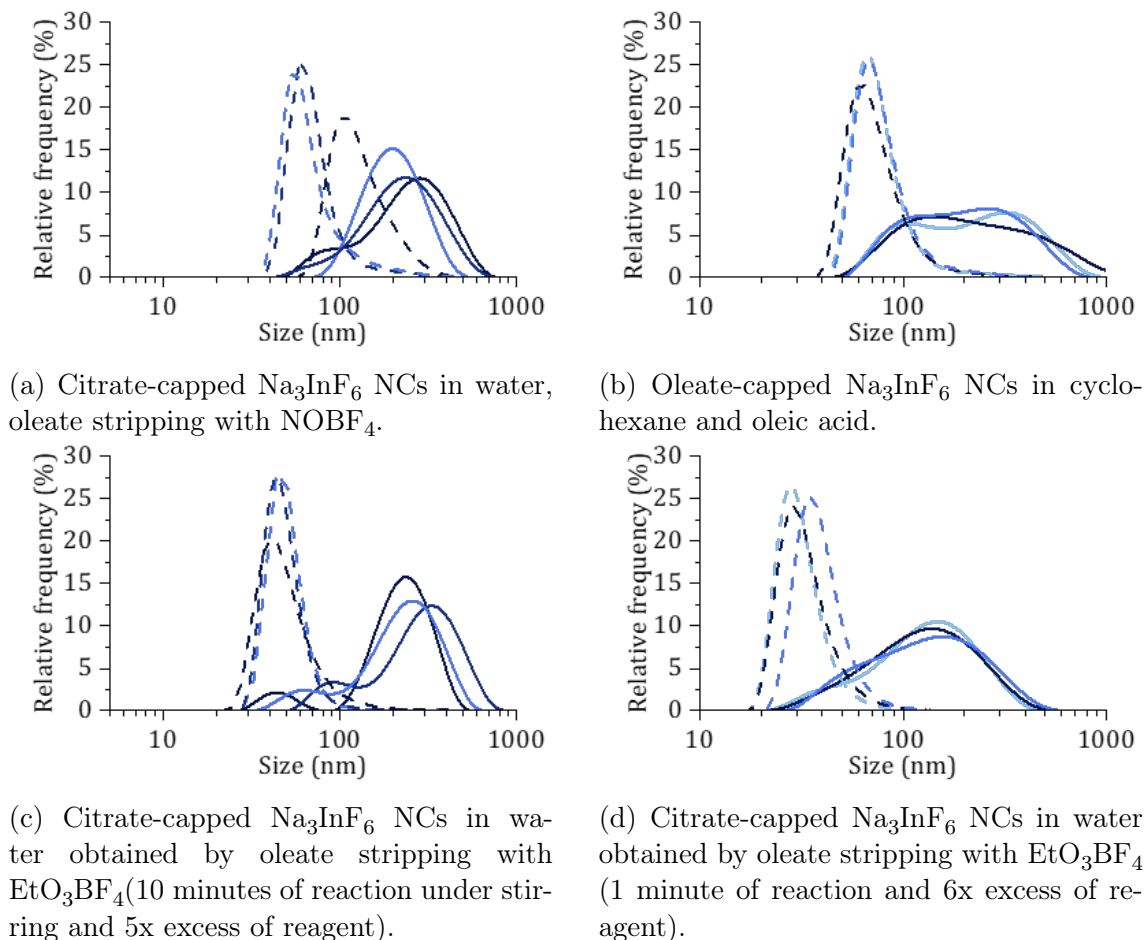 30
25
20
15
10
5
0
Relative frequency (%)
10 100 1000
Size (nm)
30
25
20
15
10
5
0
Relative frequency (%)
10 100 1000
Size (nm)
(a) Citrate-capped Na₃InF₆ NCs in water,
oleate stripping with NOBF₄.
(b) Oleate-capped Na₃InF₆ NCs in cyclo-
hexane and oleic acid.
30
25
20
15
10
5
0
Relative frequency (%)
10 100 1000
Size (nm)
30
25
20
15
10
5
0
Relative frequency (%)
10 100 1000
Size (nm)
(c) Citrate-capped Na₃InF₆ NCs in wa-
ter obtained by oleate stripping with
EtO₃BF₄(10 minutes of reaction under stir-
ring and 5x excess of reagent).
(d) Citrate-capped Na₃InF₆ NCs in water
obtained by oleate stripping with EtO₃BF₄
(1 minute of reaction and 6x excess of re-
agent).